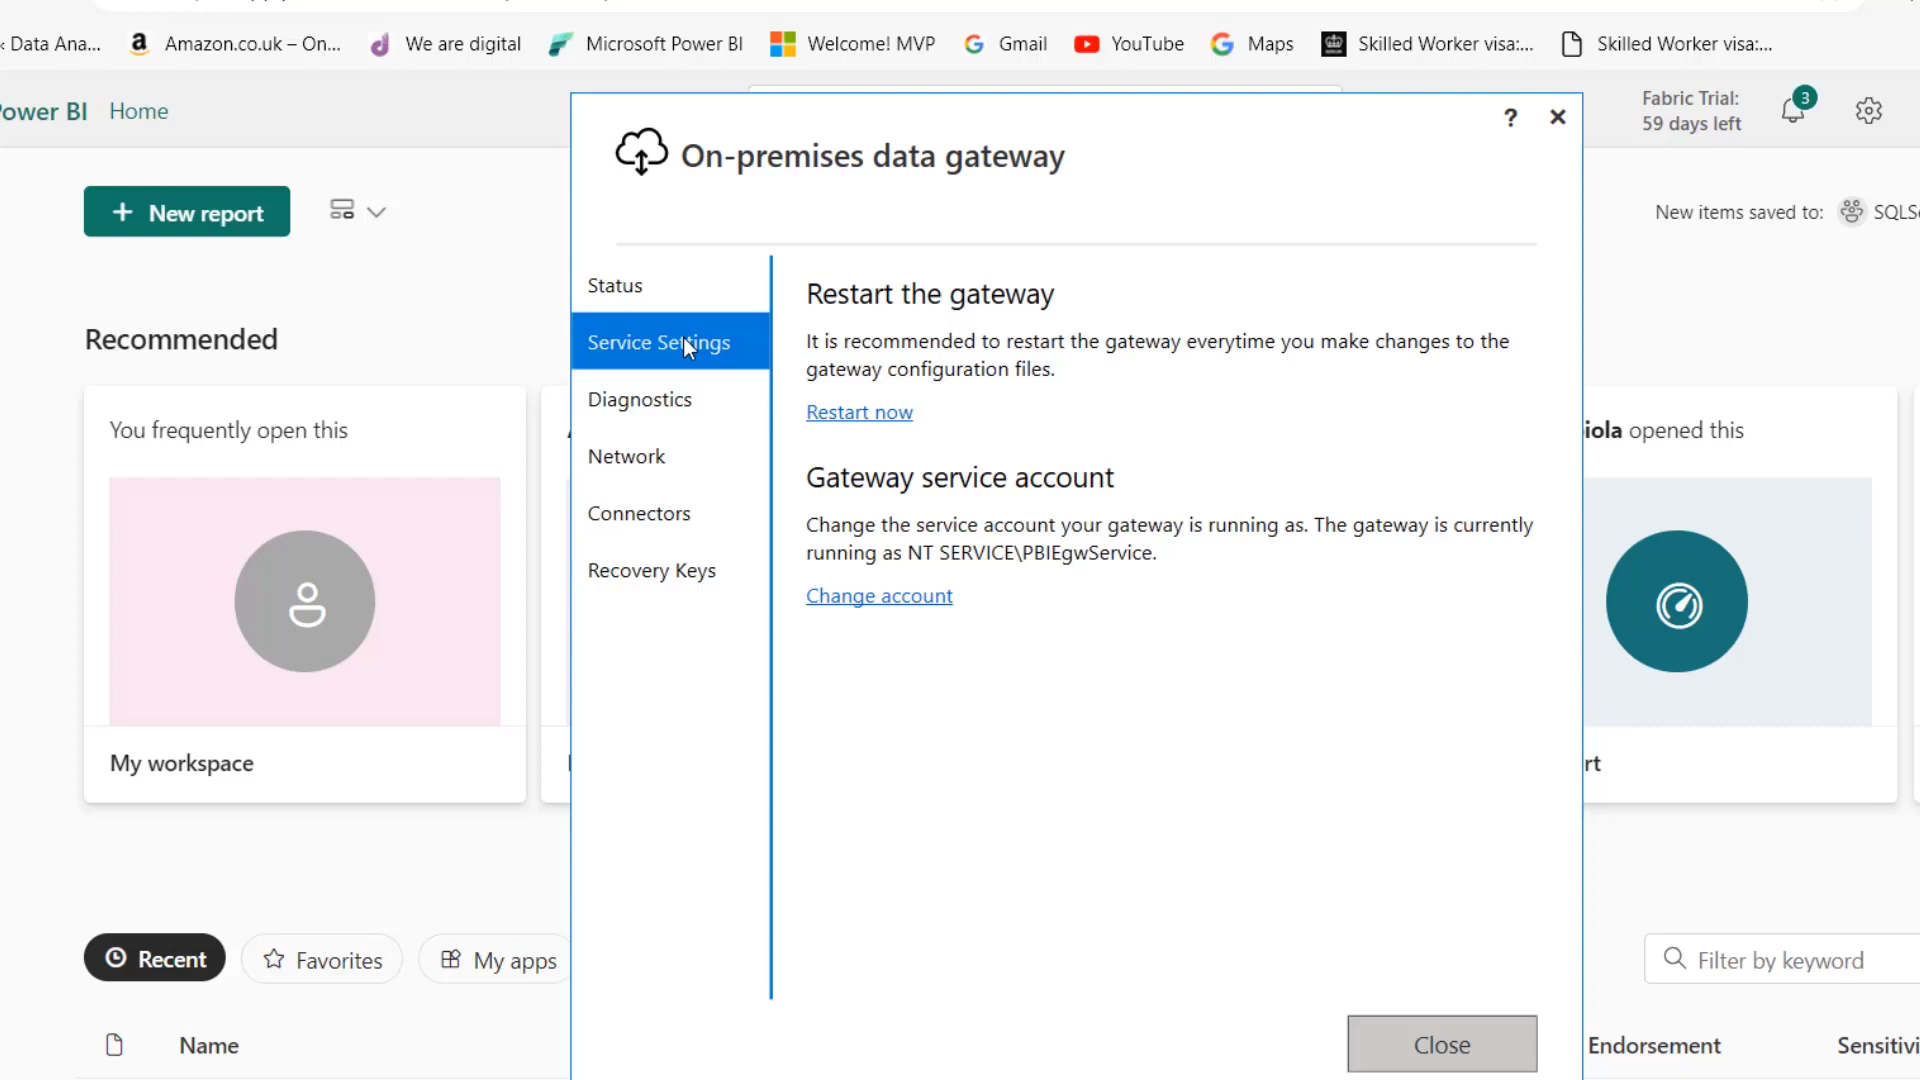 Data Ana...
a Amazon.co.uk – On...
We are digital
Microsoft Power BI
Welcome! MVP
Gmail
YouTube
Maps
Skilled Worker visa:...
Skilled Worker visa:...
Power BI Home
Fabric Trial:
59 days left
3
? ×
On-premises data gateway
+ New report
New items saved to: SQLSe
Status
Service Settings
Diagnostics
Network
Connectors
Recovery Keys
Restart the gateway
It is recommended to restart the gateway everytime you make changes to the
gateway configuration files.
Restart now
Gateway service account
Change the service account your gateway is running as. The gateway is currently
running as NT SERVICE\PBIEgwService.
Change account
Recommended
You frequently open this
My workspace
iola opened this
rt
Recent
Favorites
My apps
Filter by keyword
Close
Name
Endorsement
Sensitivi